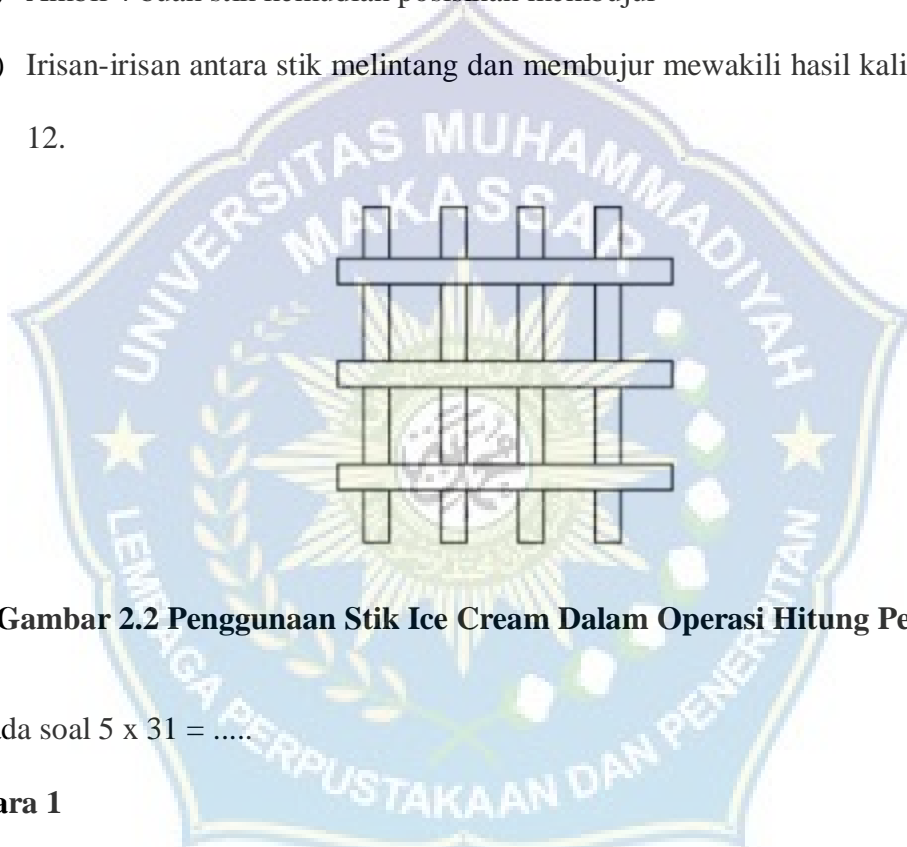 ) Irisan-irisan antara stik melintang dan membujur mewakili hasil kali
12.
UNIVERSITAS MUHAMMADIYAH
MAKASSAR
Gambar 2.2 Penggunaan Stik Ice Cream Dalam Operasi Hitung Pe
da soal 5 x 31 = .....
ara 1
LEMBAGA PERPUSTAKAAN DAN PENERBITAN